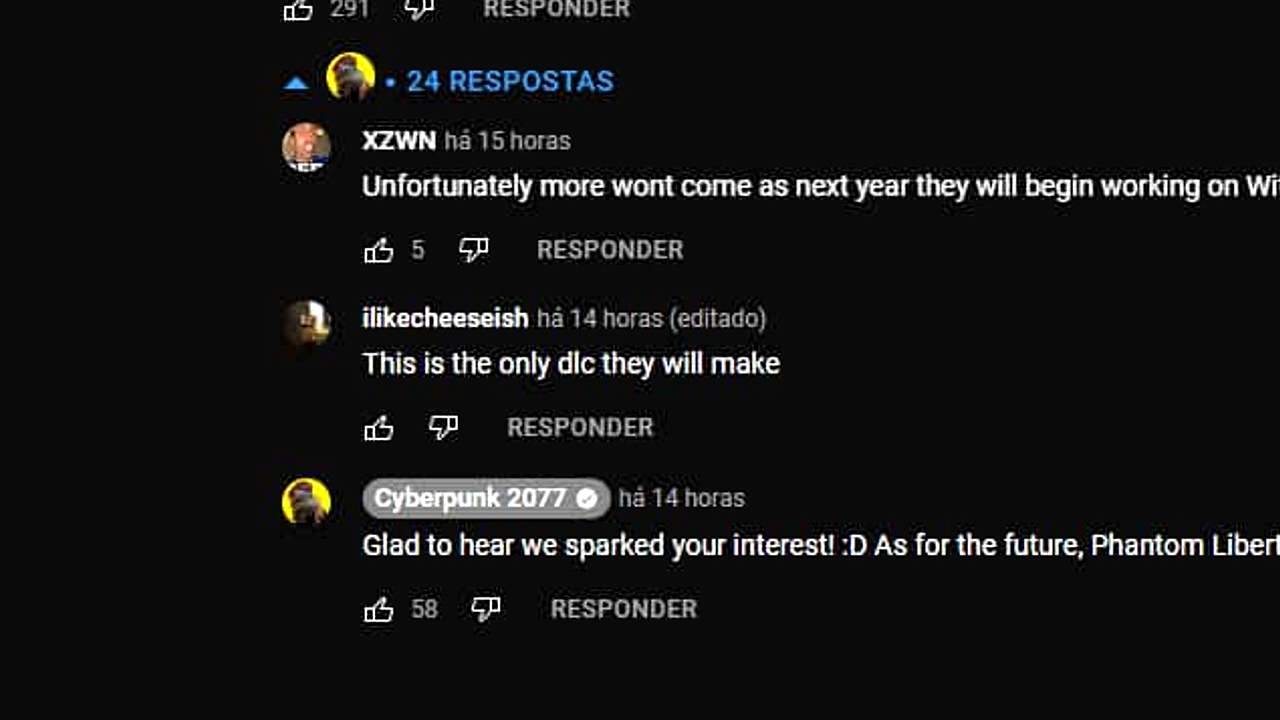 291 RESPONDER
• 24 RESPOSTAS
XZWN há 15 horas
Unfortunately more wont come as next year they will begin working on Wi
5 RESPONDER
ilikecheeseish há 14 horas (editado)
This is the only dlc they will make
RESPONDER
Cyberpunk 2077 há 14 horas
Glad to hear we sparked your interest! :D As for the future, Phantom Libert
58 RESPONDER